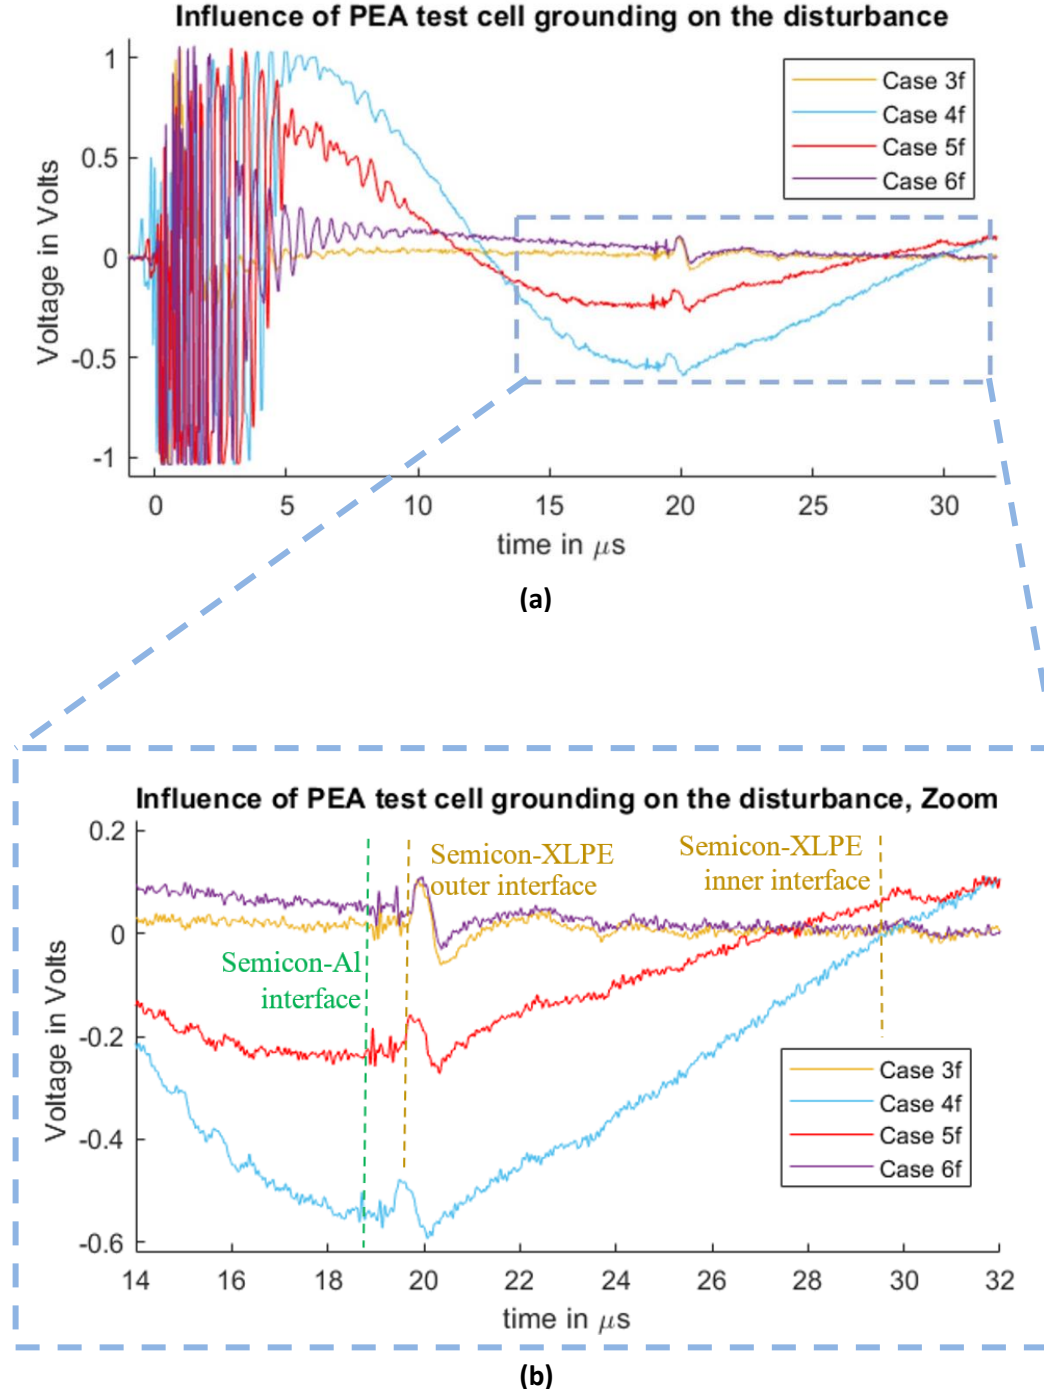 Influence of PEA test cell grounding on the disturbance
1
0.5
0
-0.5
-1
Voltage in Volts
Case 3f
Case 4f
Case 5f
Case 6f
0 5 10 15 20 25 30
time in μs
(a)
Influence of PEA test cell grounding on the disturbance, Zoom
0.2
0
-0.2
-0.4
-0.6
Voltage in Volts
Semicon-XLPE
outer interface
Semicon-XLPE
inner interface
Semicon-Al
interface
Case 3f
Case 4f
Case 5f
Case 6f
14 16 18 20 22 24 26 28 30 32
time in μs
(b)